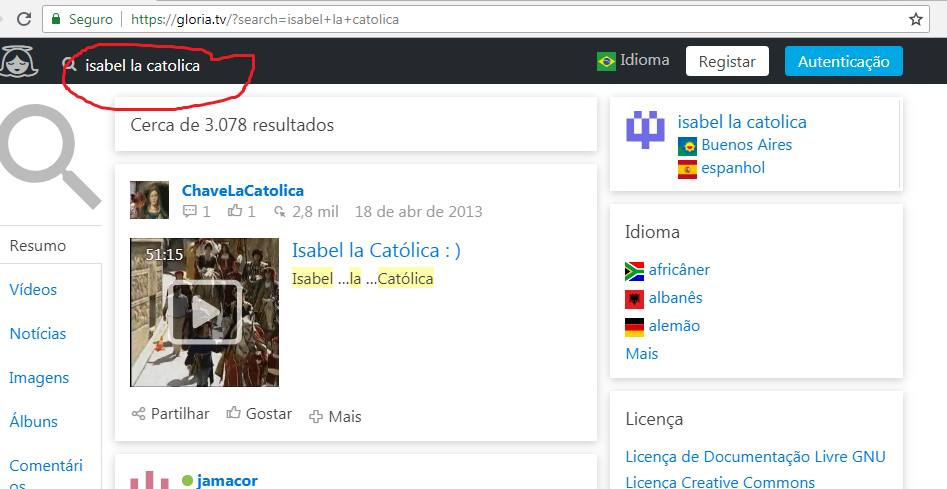 Seguro
https://gloria.tv/?search=isabel+la+catolica
isabel la catolica
Idioma
Registar
Autenticação
Cerca de 3.078 resultados
ChaveLaCatolica
1 1 2,8 mil 18 de abr de 2013
51:15
Isabel la Católica : )
Isabel ...la ...Católica
Partilhar Gostar Mais
jamacor
Resumo
Vídeos
Notícias
Imagens
Álbuns
Comentári
os
isabel la catolica
Buenos Aires
espanhol
Idioma
africâner
albanês
alemão
Mais
Licença
Licença de Documentação Livre GNU
Licença Creative Commons